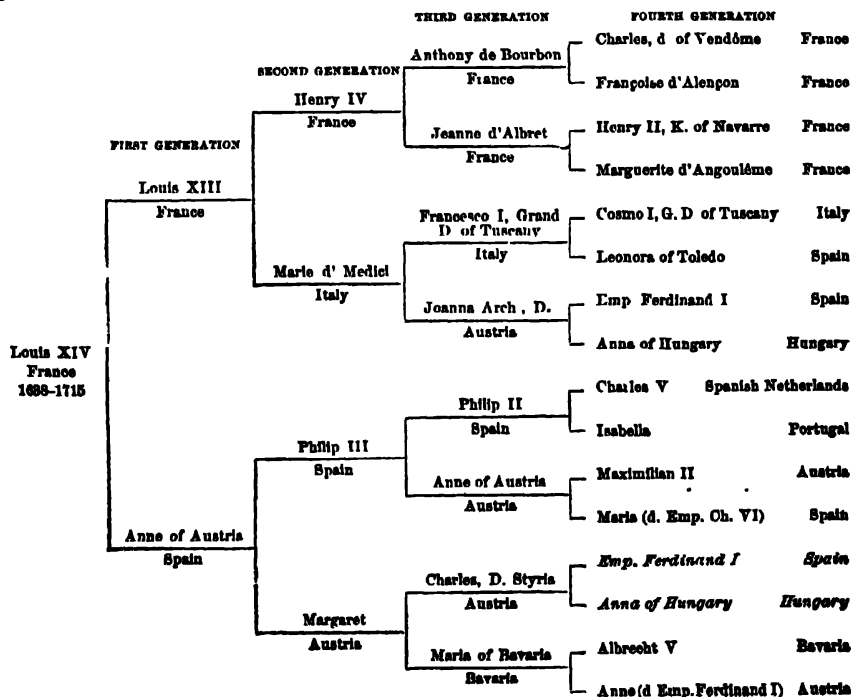 THIRD GENERATION
FOURTH GENERATION
SECOND GENERATION
FIRST GENERATION
Louis XIV
France
1638-1715
Louis XIII
France
Anne of Austria
Spain
Henry IV
France
Marie d' Medici
Italy
Philip III
Spain
Margaret
Austria
Anthony de Bourbon
France
Jeanne d'Albret
France
Francesco I, Grand
D of Tuscany
Italy
Joanna Arch, D.
Austria
Philip II
Spain
Anne of Austria
Austria
Charles, D. Styria
Austria
Maria of Bavaria
Bavaria
Charles, d of Vendôme France
Françoise d'Alençon France
Henry II, K. of Navarre France
Marguerite d'Angoulême France
Cosmo I, G. D of Tuscany Italy
Leonora of Toledo Spain
Emp Ferdinand I Spain
Anna of Hungary Hungary
Charles V Spanish Netherlands
Isabella Portugal
Maximilian II Austria
Maria (d. Emp. Ch. VI) Spain
Emp. Ferdinand I Spain
Anna of Hungary Hungary
Albrecht V Bavaria
Anne (d Emp. Ferdinand I) Austria